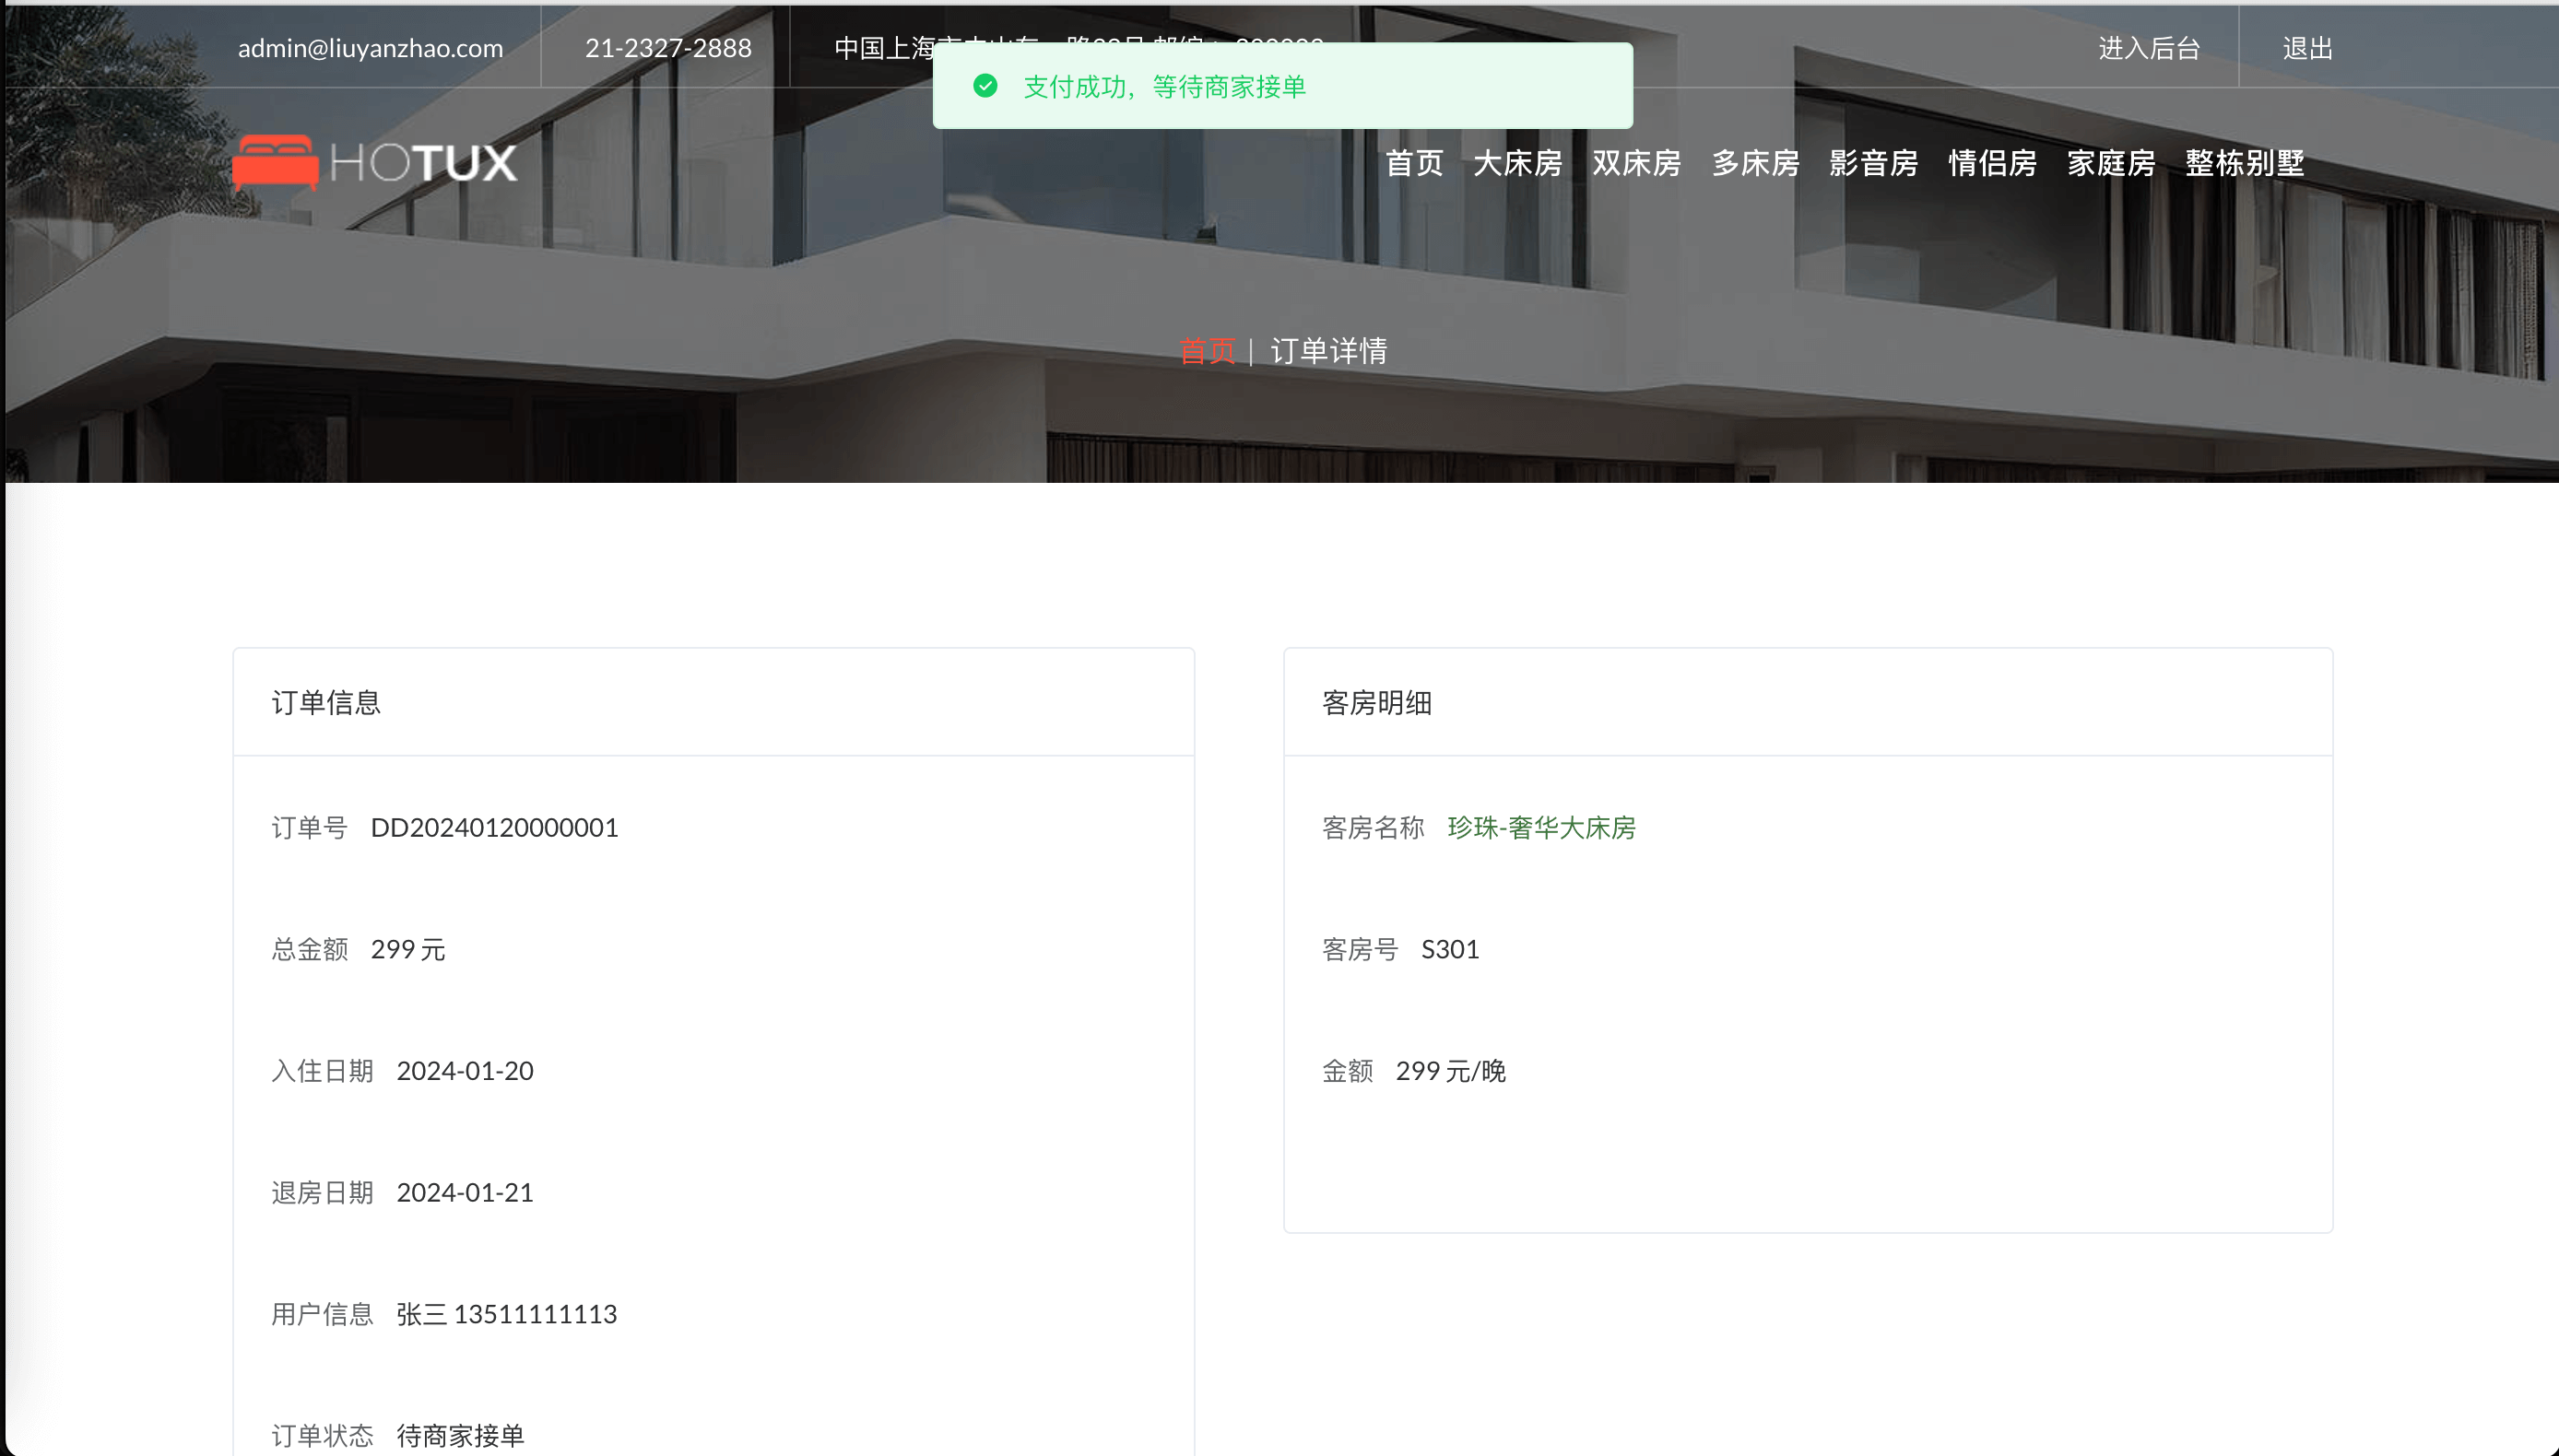 admin@liuyanzhao.com 21-2327-2888 中国上海 进入后台 退出
支付成功，等待商家接单
HOTUX 首页 大床房 双床房 多床房 影音房 情侣房 家庭房 整栋别墅
首页 | 订单详情
订单信息
订单号 DD20240120000001
总金额 299 元
入住日期 2024-01-20
退房日期 2024-01-21
用户信息 张三 13511111113
订单状态 待商家接单
客房明细
客房名称 珍珠-奢华大床房
客房号 S301
金额 299 元/晚